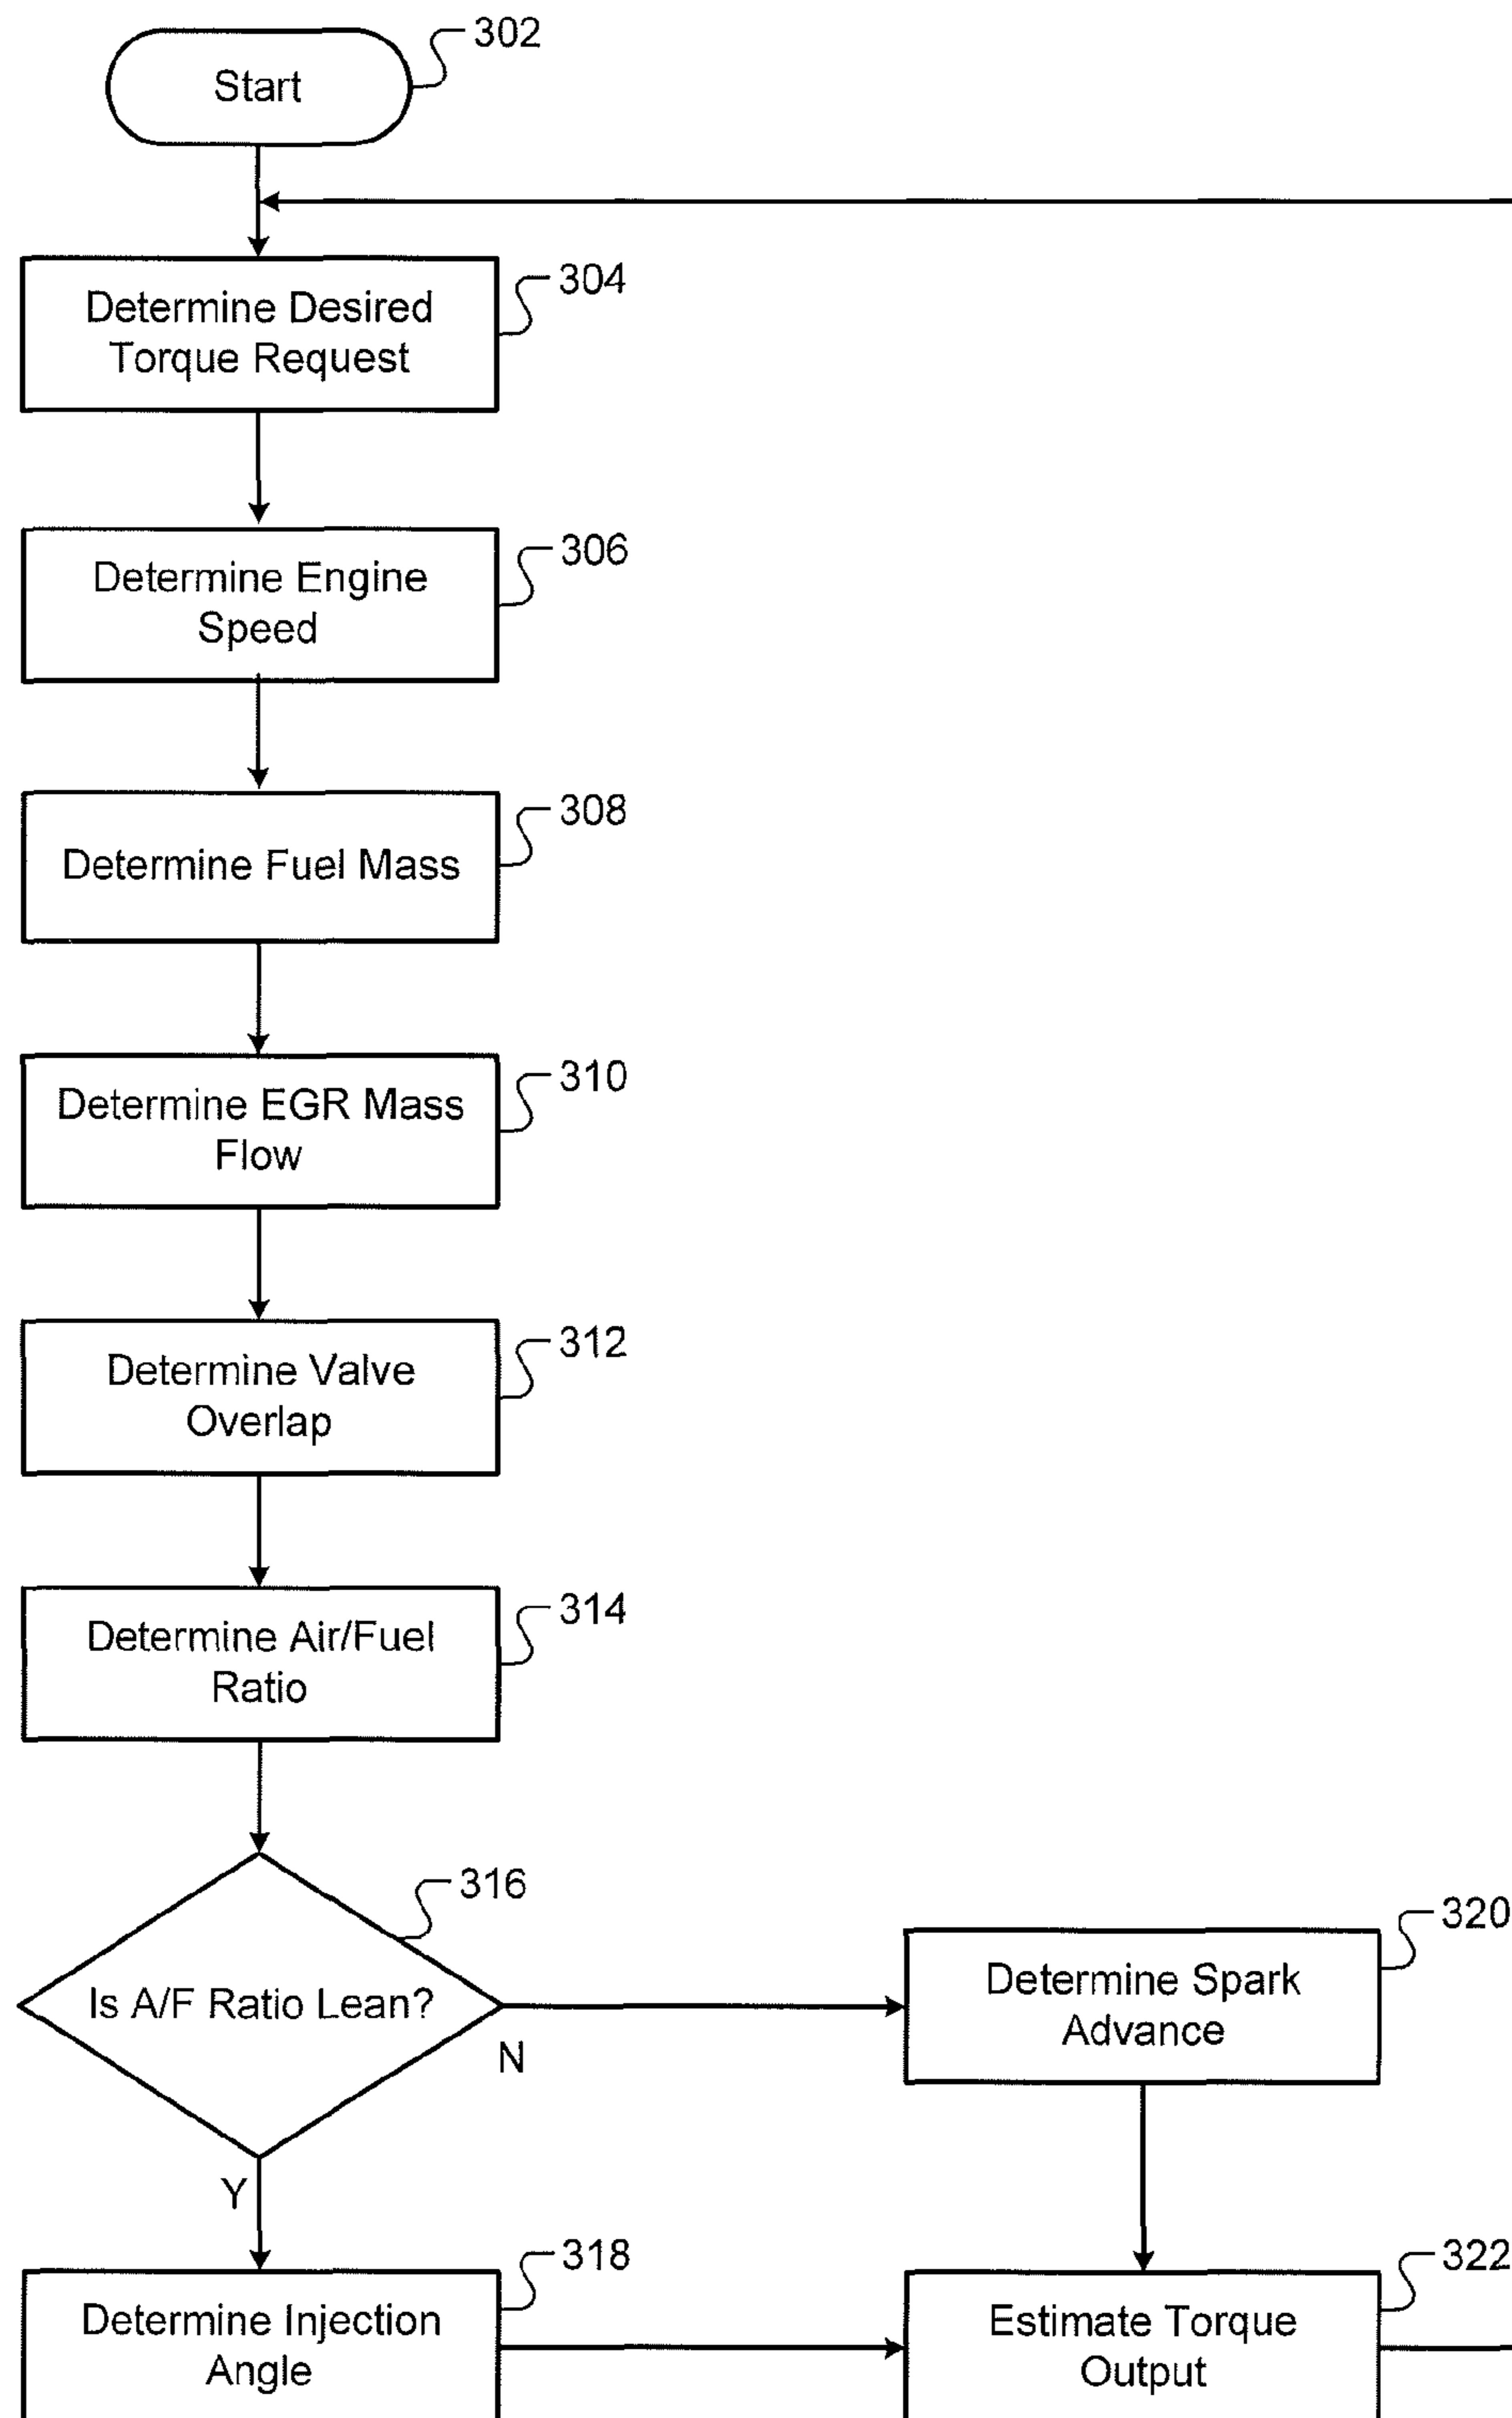 Start
302
Determine Desired
Torque Request
304
Determine Engine
Speed
306
Determine Fuel Mass
308
Determine EGR Mass
Flow
310
Determine Valve
Overlap
312
Determine Air/Fuel
Ratio
314
Is A/F Ratio Lean?
316
N
Y
Determine Spark
Advance
320
Determine Injection
Angle
318
Estimate Torque
Output
322